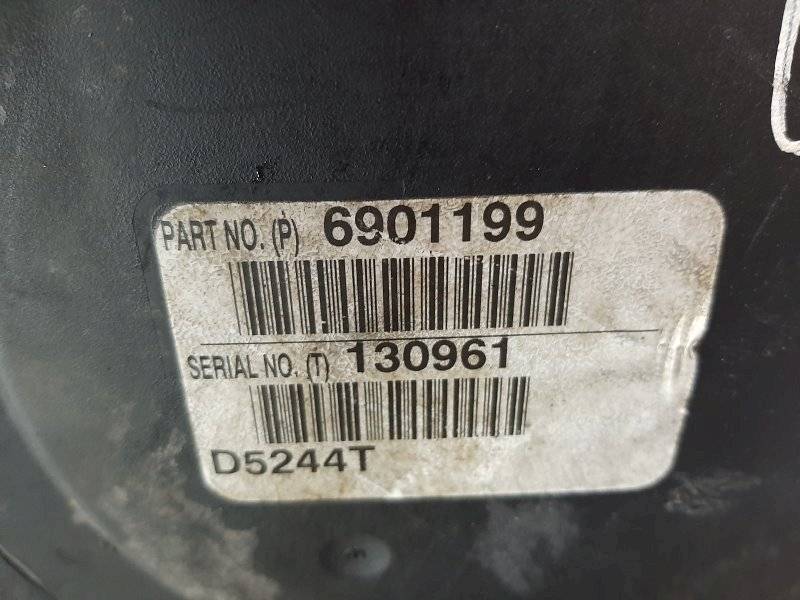 PART NO. (P) 6901199
SERIAL NO. (T) 130961
D5244T